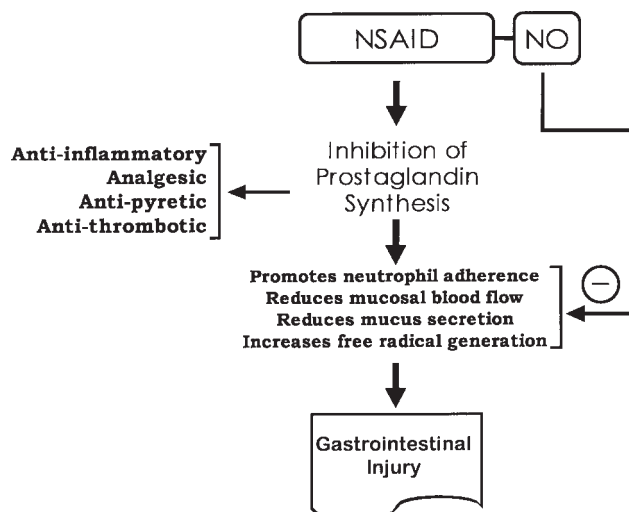 NSAID NO
Inhibition of
Prostaglandin
Synthesis
Anti-inflammatory
Analgesic
Anti-pyretic
Anti-thrombotic
Promotes neutrophil adherence
Reduces mucosal blood flow
Reduces mucus secretion
Increases free radical generation
−
Gastrointestinal
Injury